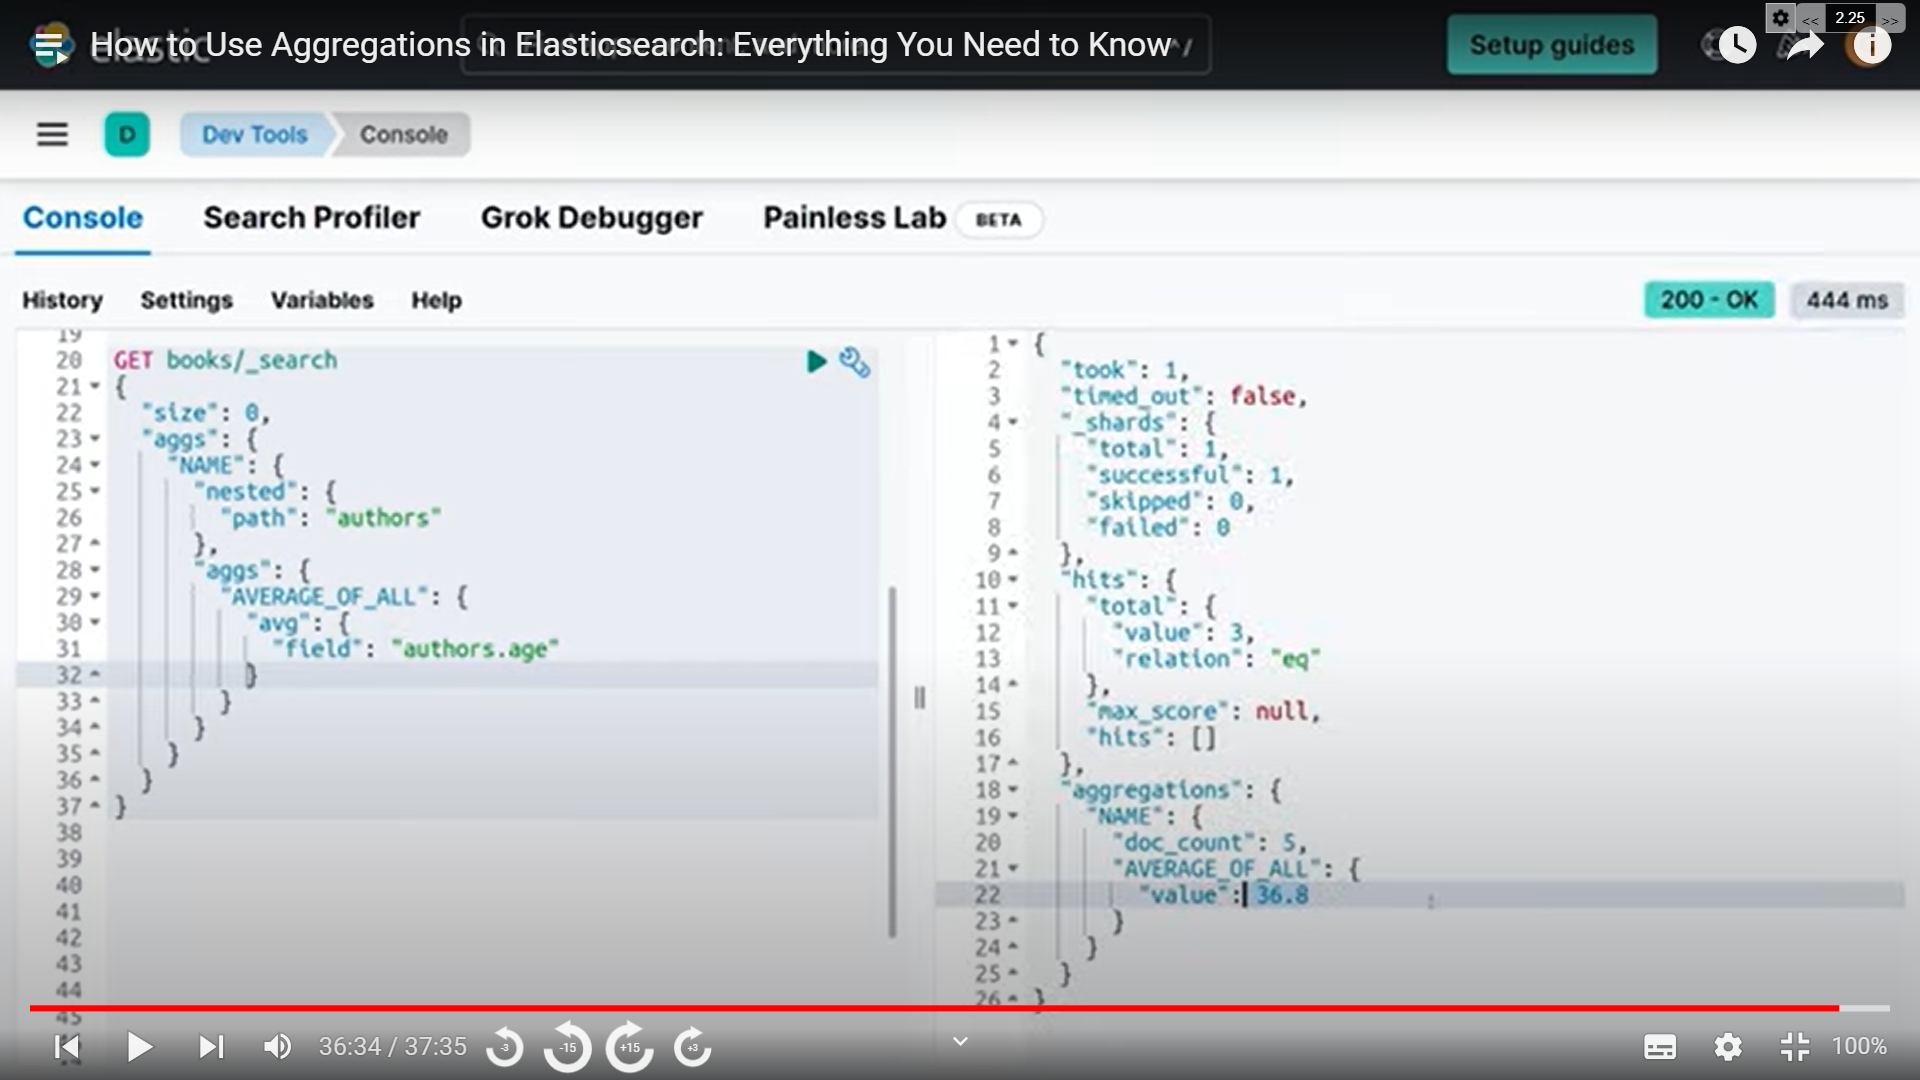 How to Use Aggregations in Elasticsearch: Everything You Need to Know
elastic
/
Setup guides
<< 2.25 >>
D
Dev Tools
Console
Console
Search Profiler
Grok Debugger
Painless Lab
BETA
History
Settings
Variables
Help
200 - OK
444 ms
19
20 GET books/_search
21 {
22 "size": 0,
23 "aggs": {
24 "NAME": {
25 "nested": {
26 "path": "authors"
27 },
28 "aggs": {
29 "AVERAGE_OF_ALL": {
30 "avg": {
31 "field": "authors.age"
32 }
33 }
34 }
35 }
36 }
37 }
38
39
40
41
42
43
44
45
1 {
2 "took": 1,
3 "timed_out": false,
4 "_shards": {
5 "total": 1,
6 "successful": 1,
7 "skipped": 0,
8 "failed": 0
9 },
10 "hits": {
11 "total": {
12 "value": 3,
13 "relation": "eq"
14 },
15 "max_score": null,
16 "hits": []
17 },
18 "aggregations": {
19 "NAME": {
20 "doc_count": 5,
21 "AVERAGE_OF_ALL": {
22 "value": 36.8
23 }
24 }
25 }
26 }
36:34 / 37:35
-3
-15
+15
+3
100%